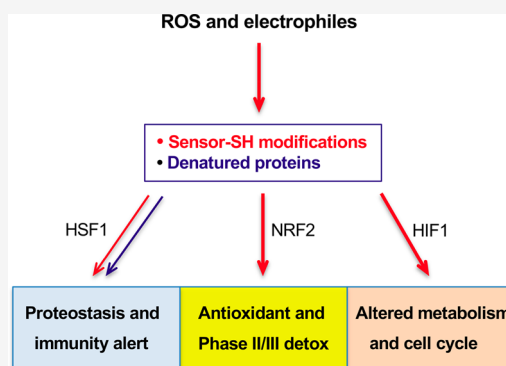 ROS and electrophiles
• Sensor-SH modifications
• Denatured proteins
HSF1
NRF2
HIF1
Proteostasis and
immunity alert
Antioxidant and
Phase II/III detox
Altered metabolism
and cell cycle